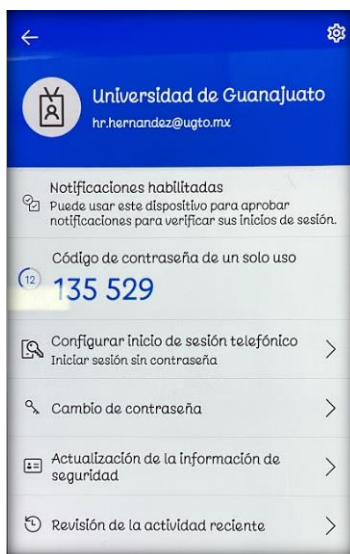 Universidad de Guanajuato
hr.hernandez@ugto.mx
Notificaciones habilitadas
Puede usar este dispositivo para aprobar
notificaciones para verificar sus inicios de sesión.
Código de contraseña de un solo uso
12
135 529
Configurar inicio de sesión telefónico
Iniciar sesión sin contraseña
Cambio de contraseña
Actualización de la información de
seguridad
Revisión de la actividad reciente